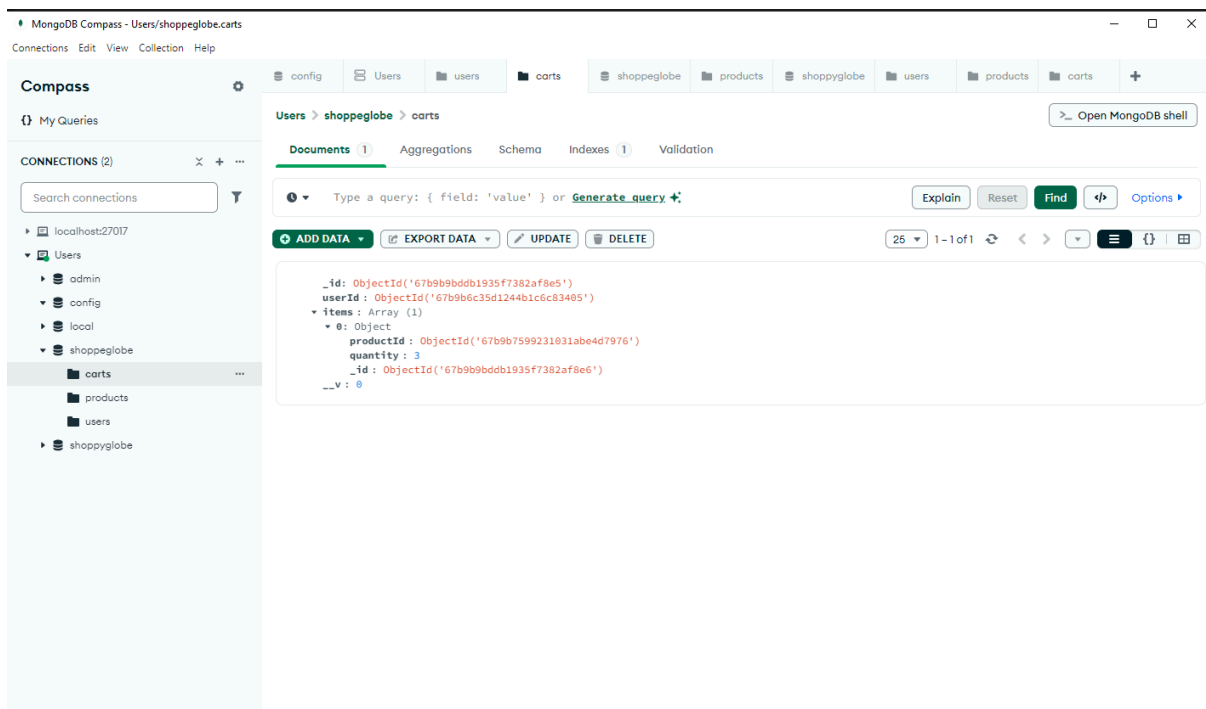 MongoDB Compass - Users/shoppeglobe.carts
Connections Edit View Collection Help
Compass
{} My Queries
CONNECTIONS (2)
Search connections
localhost:27017
Users
admin
config
local
shoppeglobe
carts
products
users
shoppyglobe
config Users users carts shoppeglobe products shoppyglobe users products carts
Users > shoppeglobe > carts
>_ Open MongoDB shell
Documents 1 Aggregations Schema Indexes 1 Validation
Type a query: { field: 'value' } or Generate query
Explain Reset Find </> Options
ADD DATA EXPORT DATA UPDATE DELETE
25 1–1 of 1 {}
_id: ObjectId('67b9b9bddb1935f7382af8e5')
userId : ObjectId('67b9b6c35d1244b1c6c83405')
items : Array (1)
0: Object
productId : ObjectId('67b9b7599231031abe4d7976')
quantity : 3
_id : ObjectId('67b9b9bddb1935f7382af8e6')
__v : 0